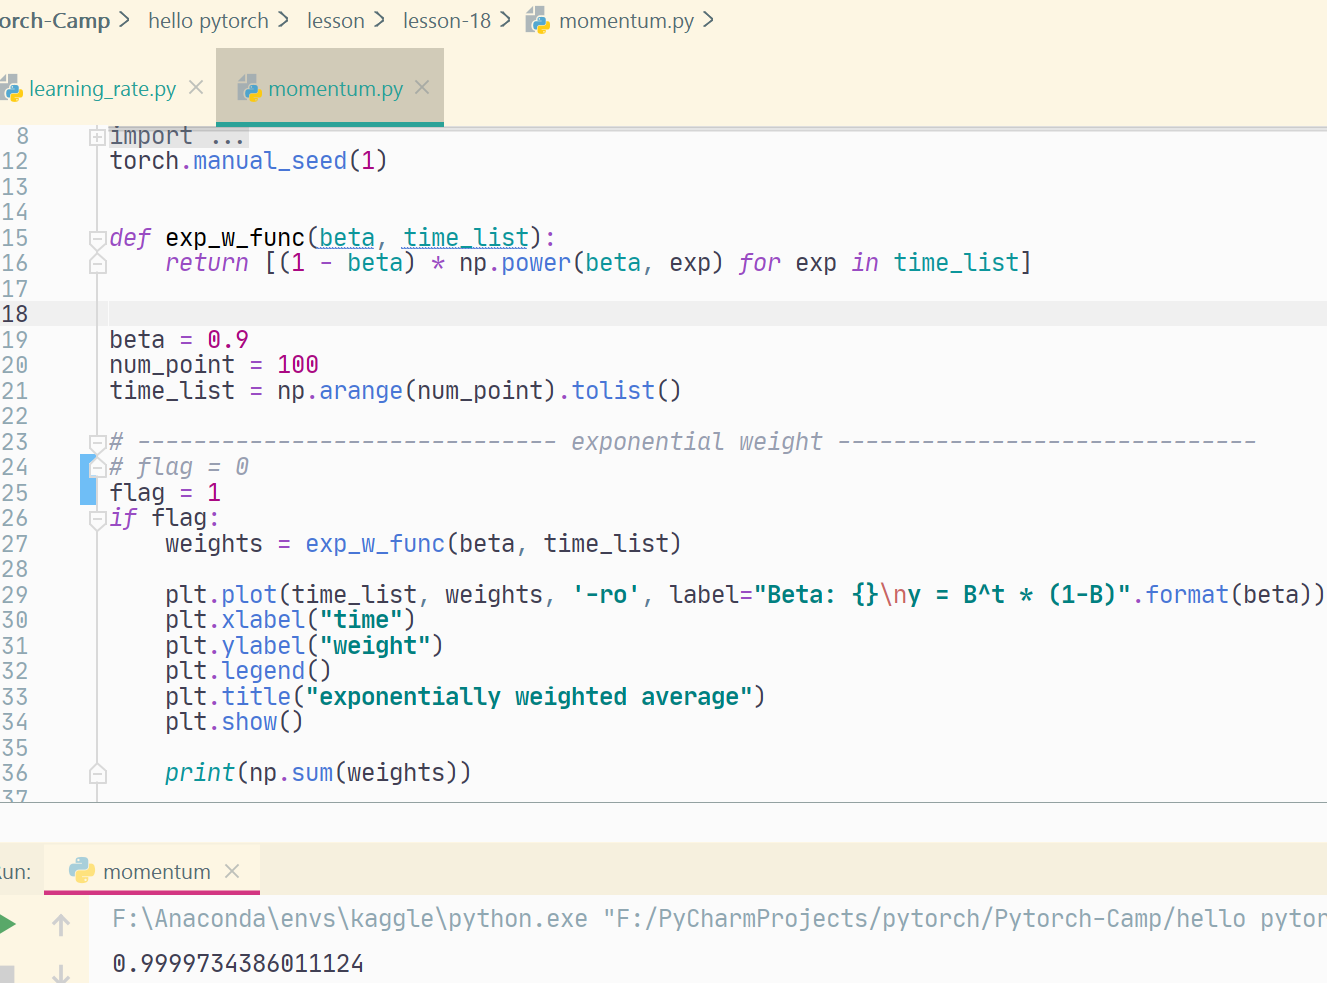 orch-Camp > hello pytorch > lesson > lesson-18 > momentum.py >
learning_rate.py × momentum.py ×
8 import ...
12 torch.manual_seed(1)
13
14
15 def exp_w_func(beta, time_list):
16     return [(1 - beta) * np.power(beta, exp) for exp in time_list]
17
18
19 beta = 0.9
20 num_point = 100
21 time_list = np.arange(num_point).tolist()
22
23 # ------------------------------ exponential weight ------------------------------
24 # flag = 0
25 flag = 1
26 if flag:
27     weights = exp_w_func(beta, time_list)
28
29     plt.plot(time_list, weights, '-ro', label="Beta: {}\ny = B^t * (1-B)".format(beta))
30     plt.xlabel("time")
31     plt.ylabel("weight")
32     plt.legend()
33     plt.title("exponentially weighted average")
34     plt.show()
35
36     print(np.sum(weights))
37
un: momentum ×
F:\Anaconda\envs\kaggle\python.exe "F:/PyCharmProjects/pytorch/Pytorch-Camp/hello pytor
0.9999734386011124